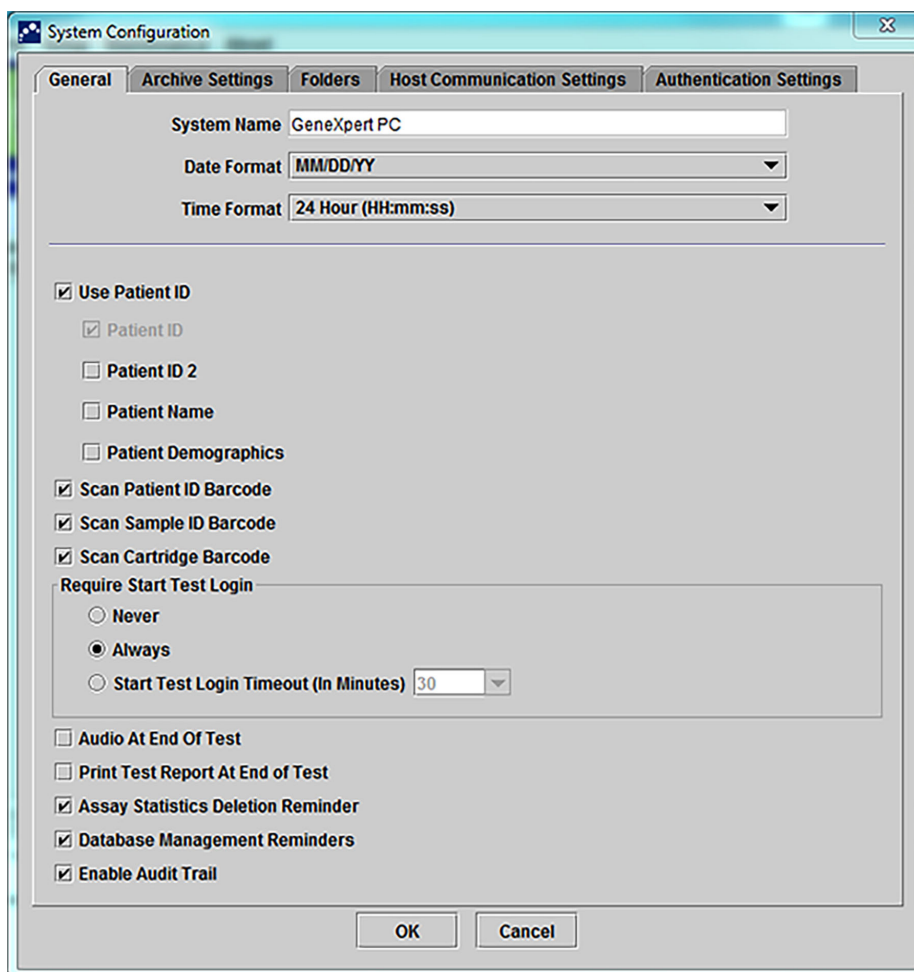 System Configuration
General Archive Settings Folders Host Communication Settings Authentication Settings
System Name GeneXpert PC
Date Format MM/DD/YY
Time Format 24 Hour (HH:mm:ss)
Use Patient ID
Patient ID
Patient ID 2
Patient Name
Patient Demographics
Scan Patient ID Barcode
Scan Sample ID Barcode
Scan Cartridge Barcode
Require Start Test Login
Never
Always
Start Test Login Timeout (In Minutes) 30
Audio At End Of Test
Print Test Report At End of Test
Assay Statistics Deletion Reminder
Database Management Reminders
Enable Audit Trail
OK Cancel